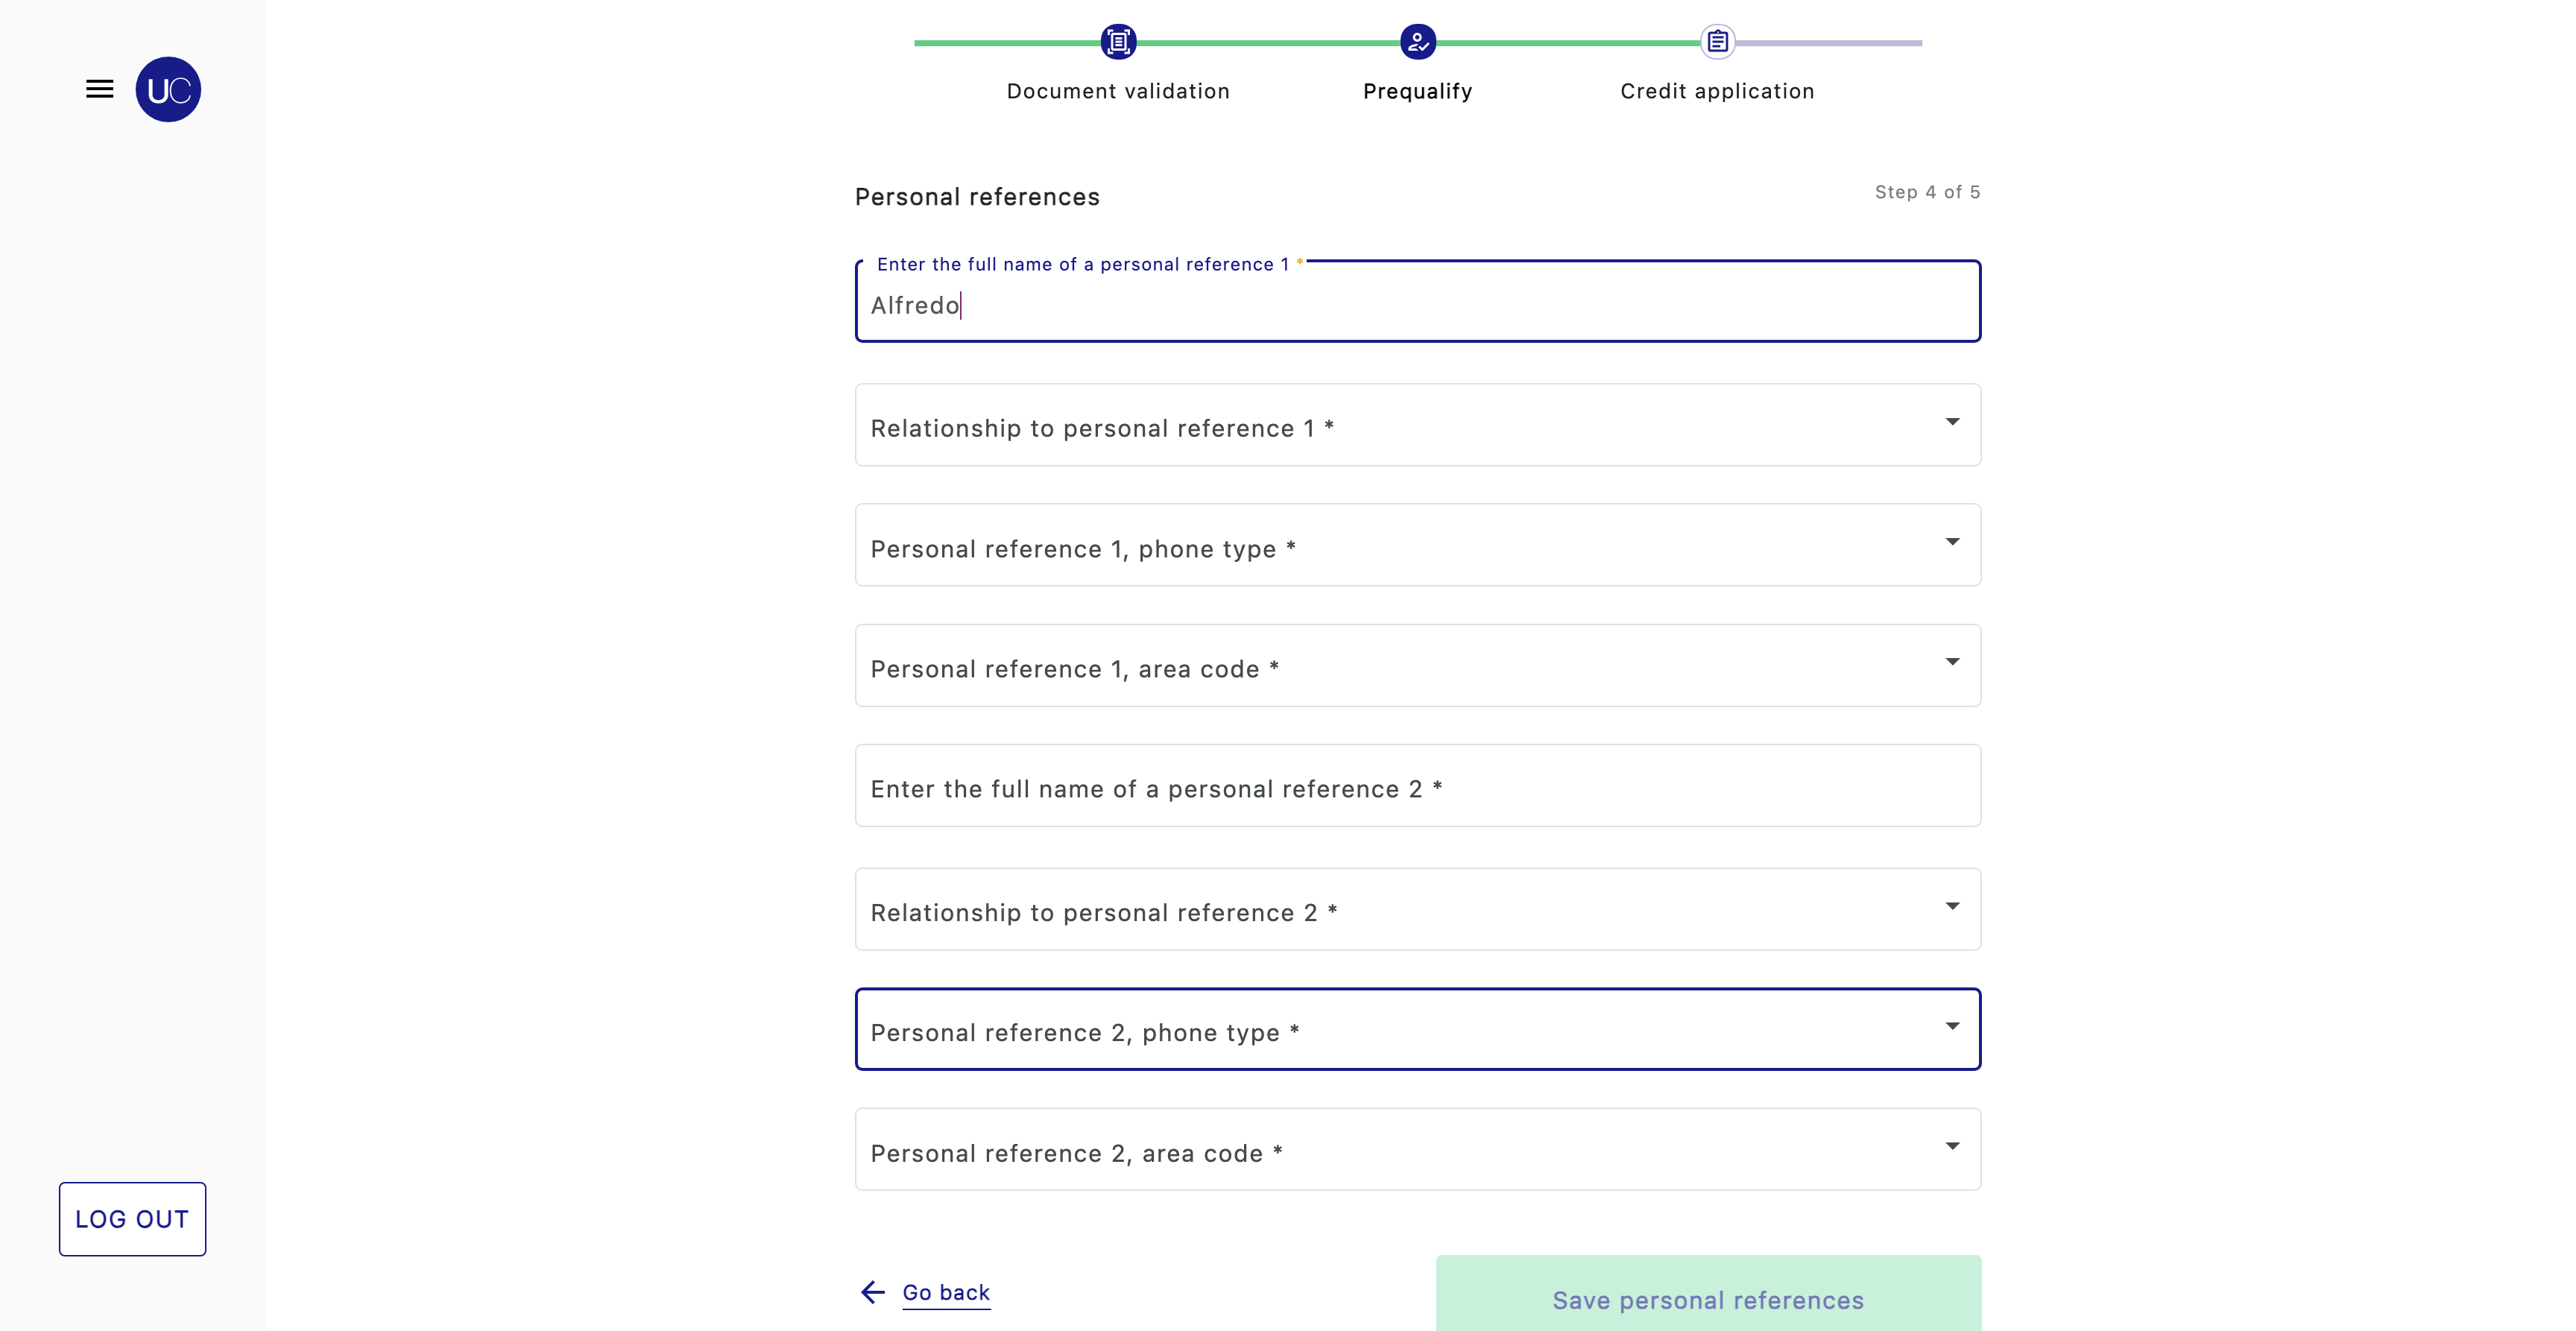 UC
Document validation
Prequalify
Credit application
Personal references
Step 4 of 5
Enter the full name of a personal reference 1 *
Alfredo
Relationship to personal reference 1 *
Personal reference 1, phone type *
Personal reference 1, area code *
Enter the full name of a personal reference 2 *
Relationship to personal reference 2 *
Personal reference 2, phone type *
Personal reference 2, area code *
LOG OUT
Go back
Save personal references